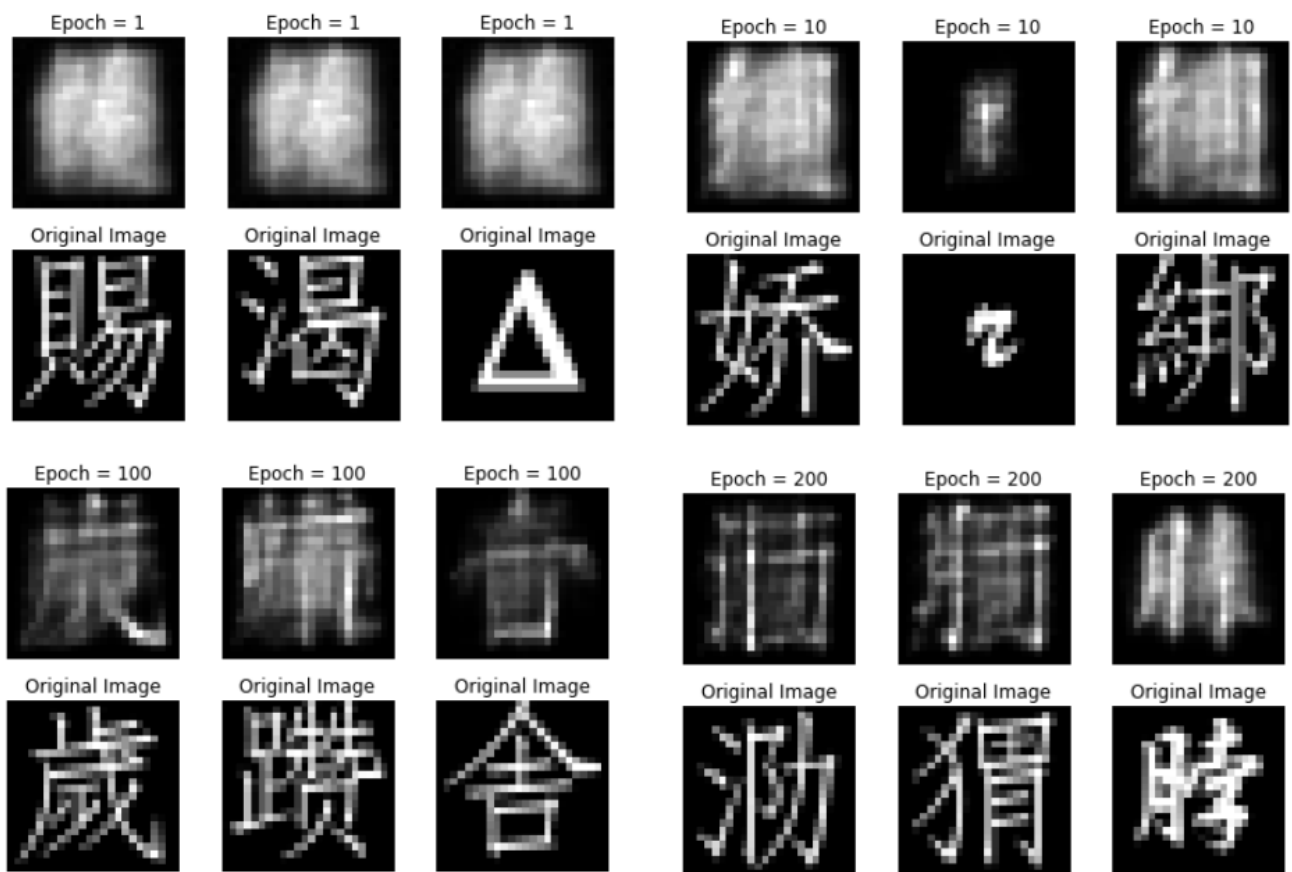 Epoch = 1 Epoch = 1 Epoch = 1
Original Image Original Image Original Image
賜 渴 Δ
Epoch = 10 Epoch = 10 Epoch = 10
Original Image Original Image Original Image
娇 綁
Epoch = 100 Epoch = 100 Epoch = 100
Original Image Original Image Original Image
歲 舍
Epoch = 200 Epoch = 200 Epoch = 200
Original Image Original Image Original Image
泐 猬 脖